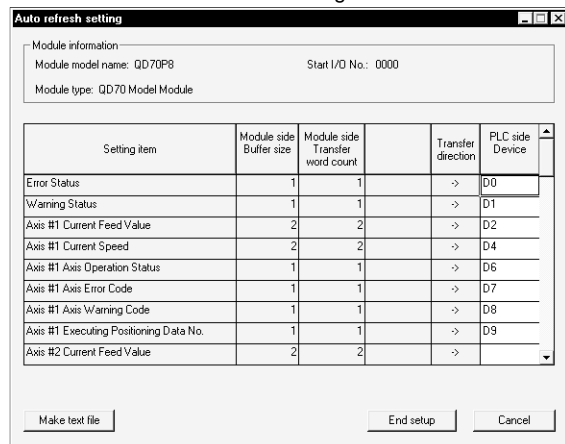 Auto refresh setting
Module information
Module model name: QD70P8 Start I/O No.: 0000
Module type: QD70 Model Module
Setting item Module side Buffer size Module side Transfer word count Transfer direction PLC side Device
Error Status 1 1 -> D0
Warning Status 1 1 -> D1
Axis #1 Current Feed Value 2 2 -> D2
Axis #1 Current Speed 2 2 -> D4
Axis #1 Axis Operation Status 1 1 -> D6
Axis #1 Axis Error Code 1 1 -> D7
Axis #1 Axis Warning Code 1 1 -> D8
Axis #1 Executing Positioning Data No. 1 1 -> D9
Axis #2 Current Feed Value 2 2 ->
Make text file End setup Cancel